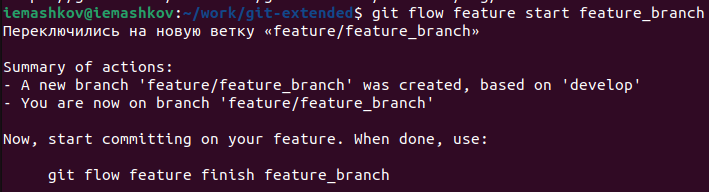 iemashkov@iemashkov:~/work/git-extended$ git flow feature start feature_branch
Переключились на новую ветку «feature/feature_branch»
Summary of actions:
- A new branch 'feature/feature_branch' was created, based on 'develop'
- You are now on branch 'feature/feature_branch'
Now, start committing on your feature. When done, use:
git flow feature finish feature_branch